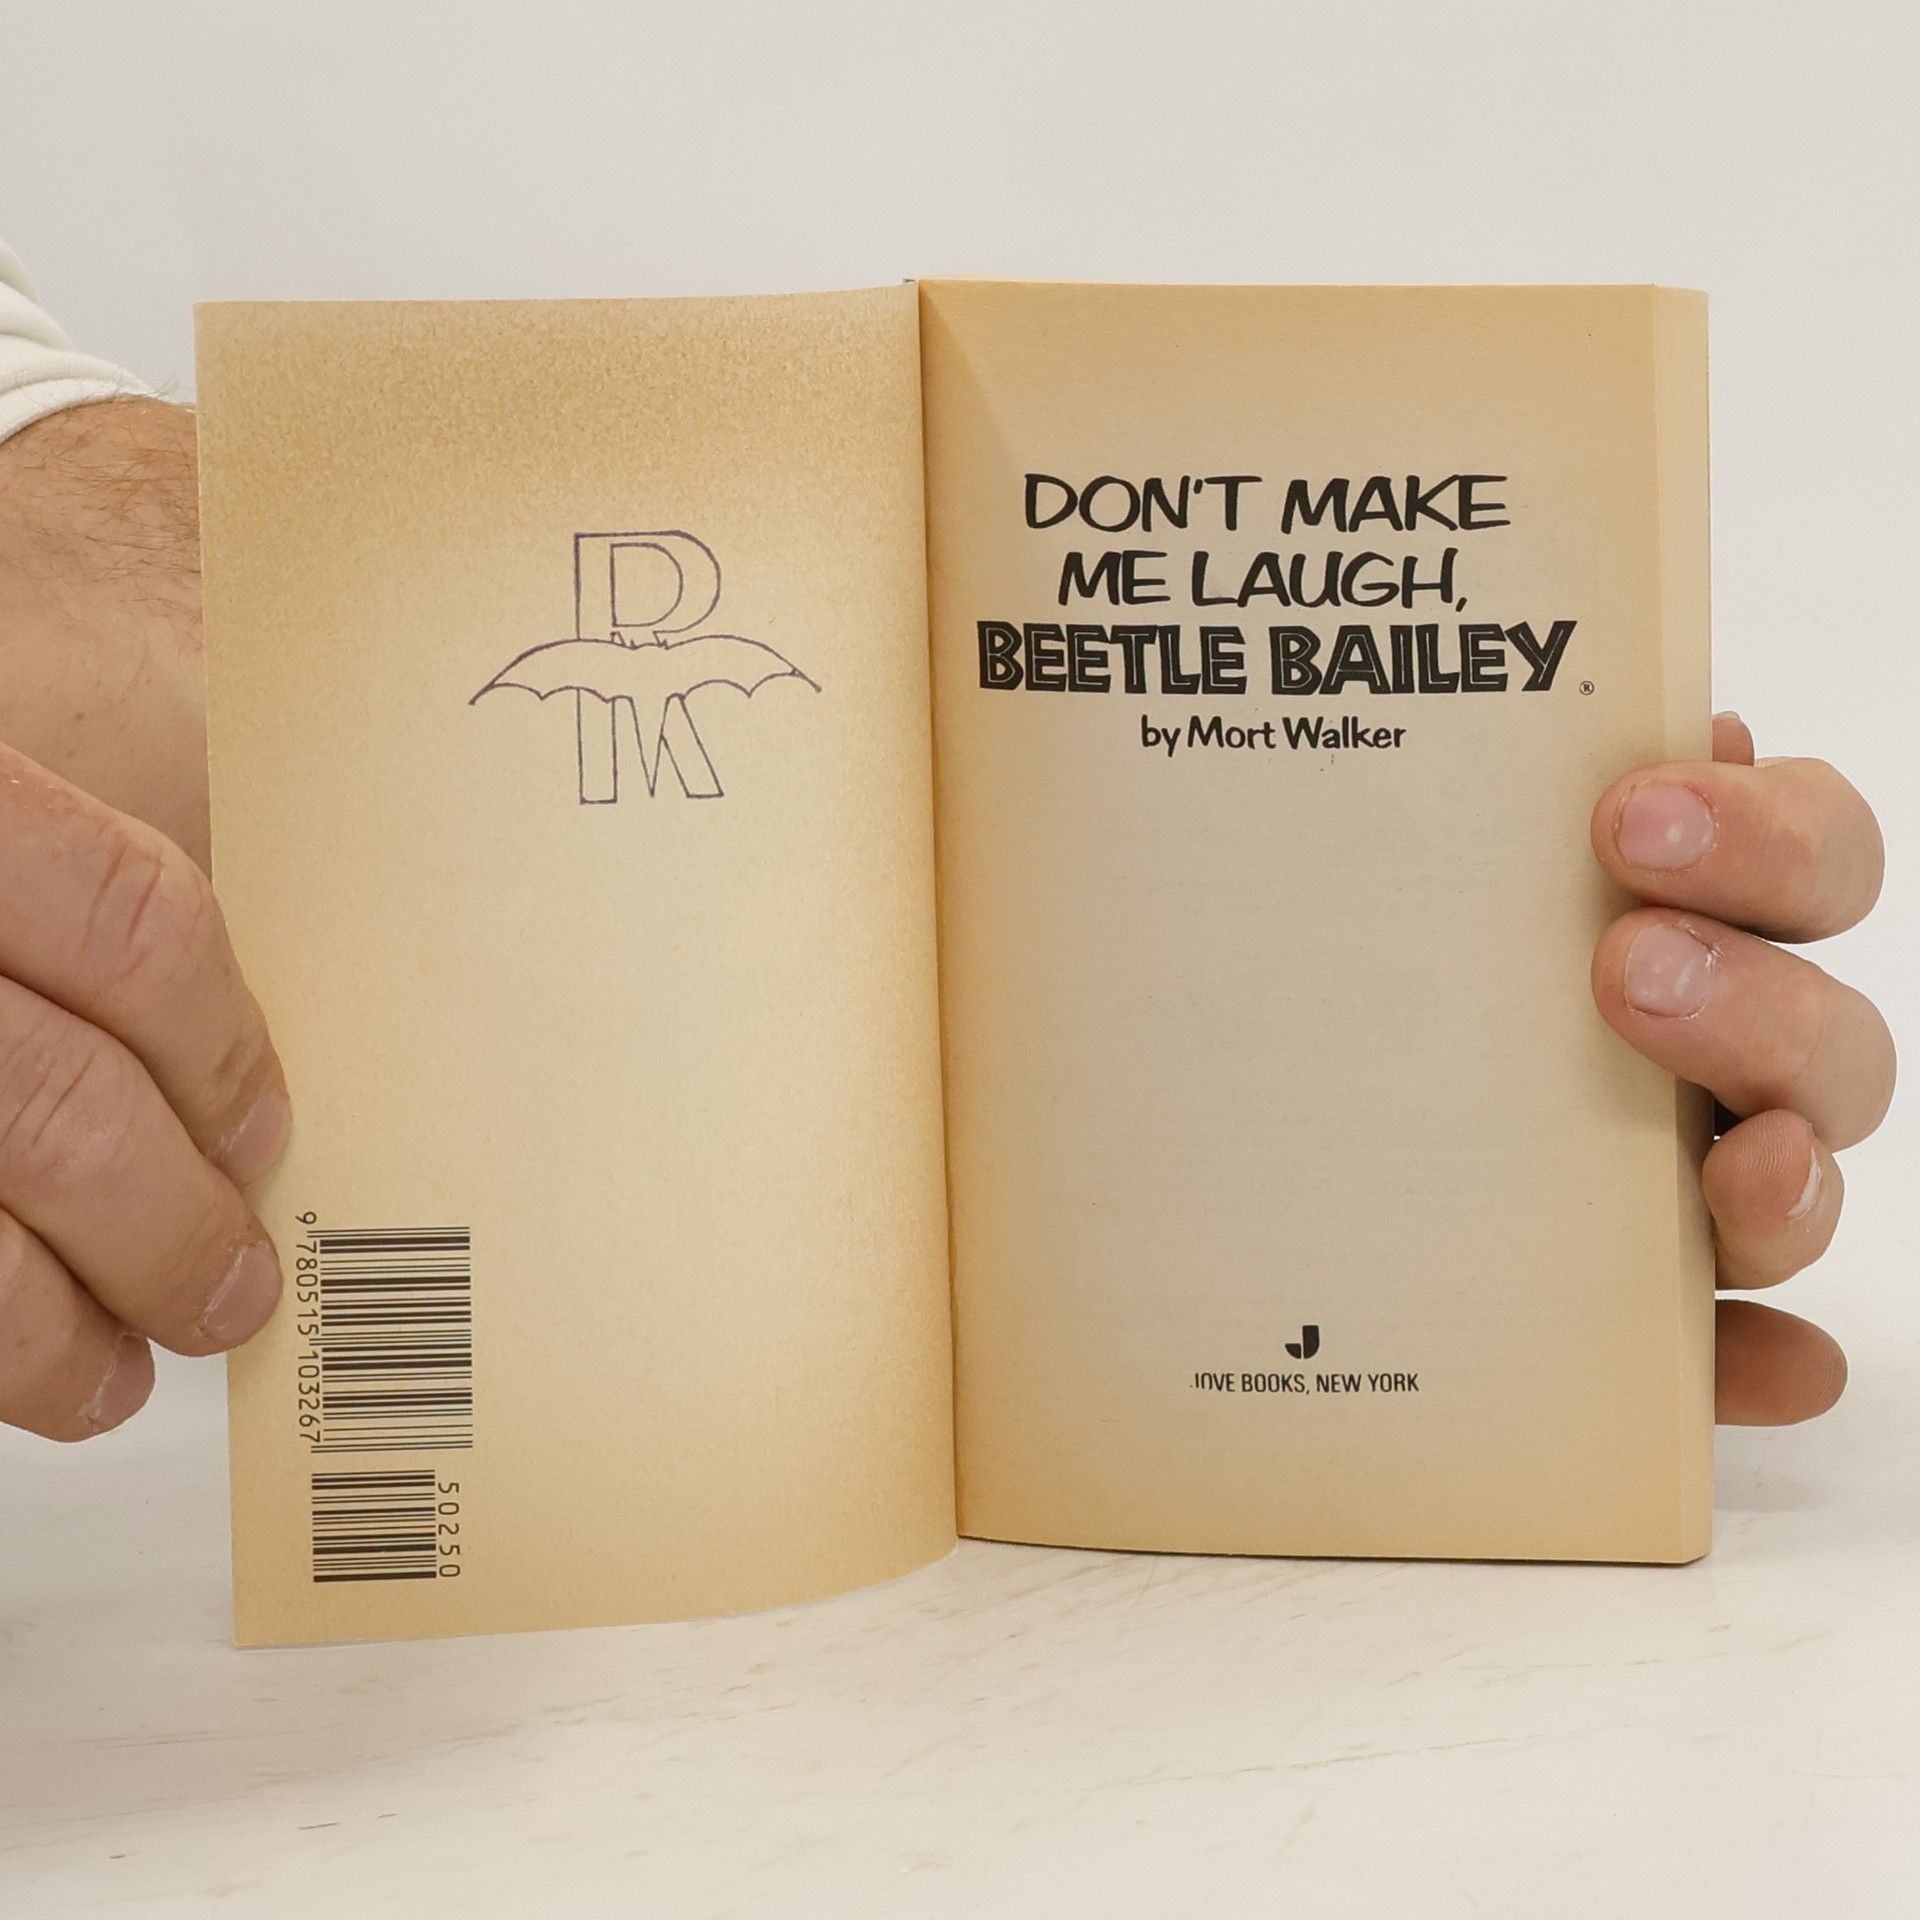 9 780515 103267
50250
DON'T MAKE
ME LAUGH,
BEETLE BAILEY®
by Mort Walker
J
JOVE BOOKS, NEW YORK